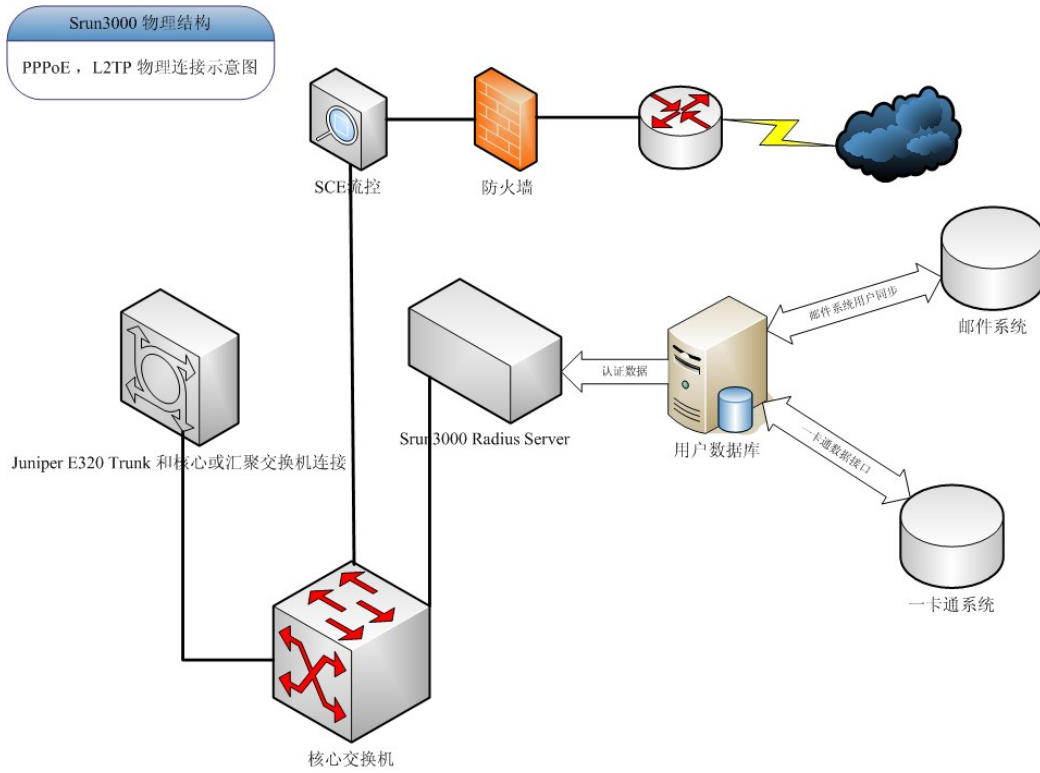 Srun3000 物理结构
PPPoE ，L2TP 物理连接示意图
SCE流控
防火墙
邮件系统用户同步
邮件系统
认证数据
Srun3000 Radius Server
用户数据库
Juniper E320 Trunk 和核心或汇聚交换机连接
一卡通数据接口
一卡通系统
核心交换机